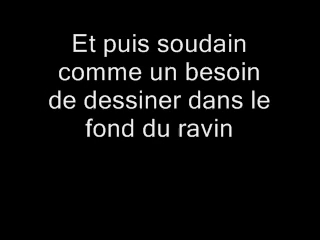 Et puis soudain
comme un besoin
de dessiner dans le
fond du ravin